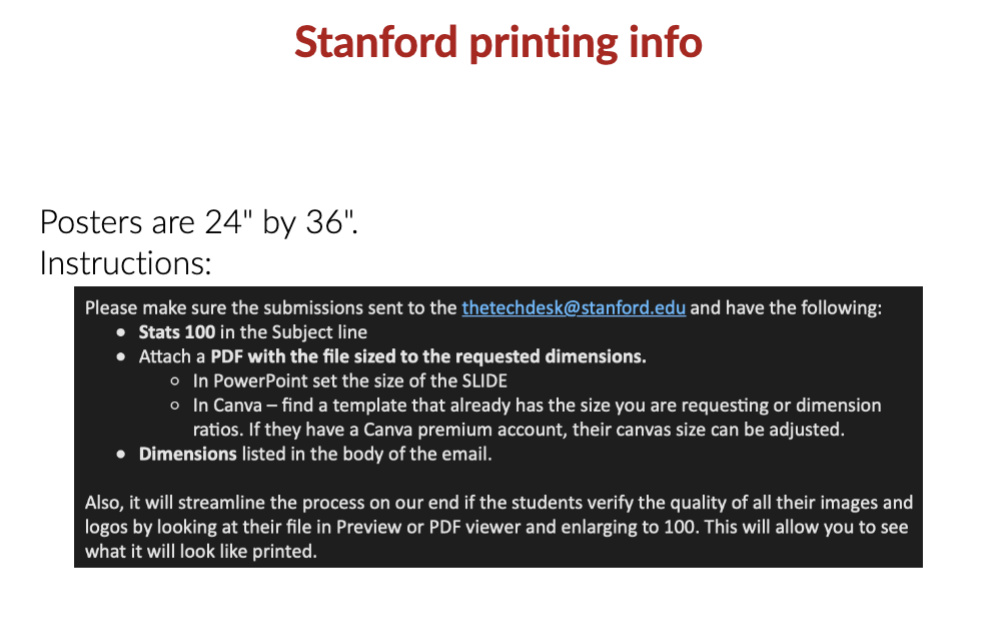 Stanford printing info
Posters are 24" by 36".
Instructions:
Please make sure the submissions sent to the thetechdesk@stanford.edu and have the following:
• Stats 100 in the Subject line
• Attach a PDF with the file sized to the requested dimensions.
○ In PowerPoint set the size of the SLIDE
○ In Canva – find a template that already has the size you are requesting or dimension
ratios. If they have a Canva premium account, their canvas size can be adjusted.
• Dimensions listed in the body of the email.
Also, it will streamline the process on our end if the students verify the quality of all their images and
logos by looking at their file in Preview or PDF viewer and enlarging to 100. This will allow you to see
what it will look like printed.